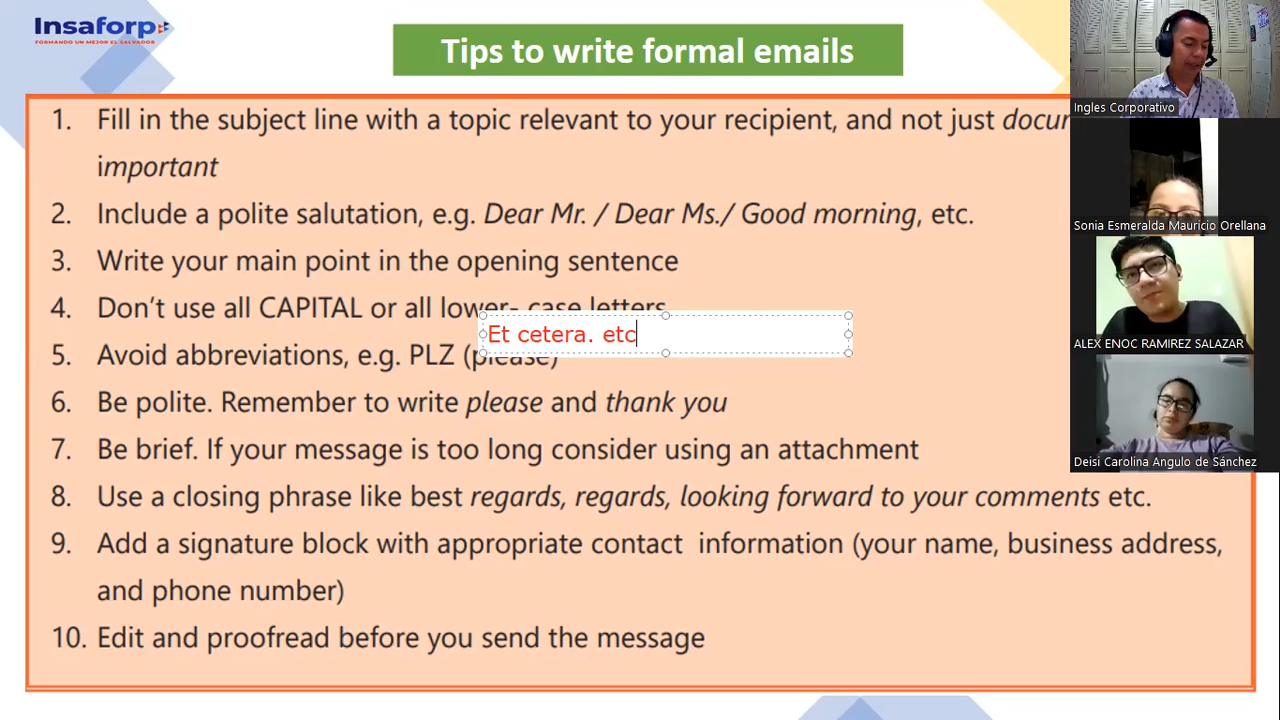 Insaforp
FORMANDO UN MEJOR EL SALVADOR
Tips to write formal emails
1. Fill in the subject line with a topic relevant to your recipient, and not just
important
2. Include a polite salutation, e.g. Dear Mr. / Dear Ms./ Good morning, etc.
3. Write your main point in the opening sentence
4. Don't use all CAPITAL or all lower- case letters
Et cetera. etc
5. Avoid abbreviations, e.g. PLZ (please)
6. Be polite. Remember to write please and thank you
7. Be brief. If your message is too long consider using an attachment
8. Use a closing phrase like best regards, regards, looking forward to your comments etc.
9. Add a signature block with appropriate contact information (your name, business address,
and phone number)
10. Edit and proofread before you send the message
Ingles Corporativo
Sonia Esmeralda Mauricio Orellana
ALEX ENOC RAMIREZ SALAZAR
Deisi Carolina Angulo de Sánchez